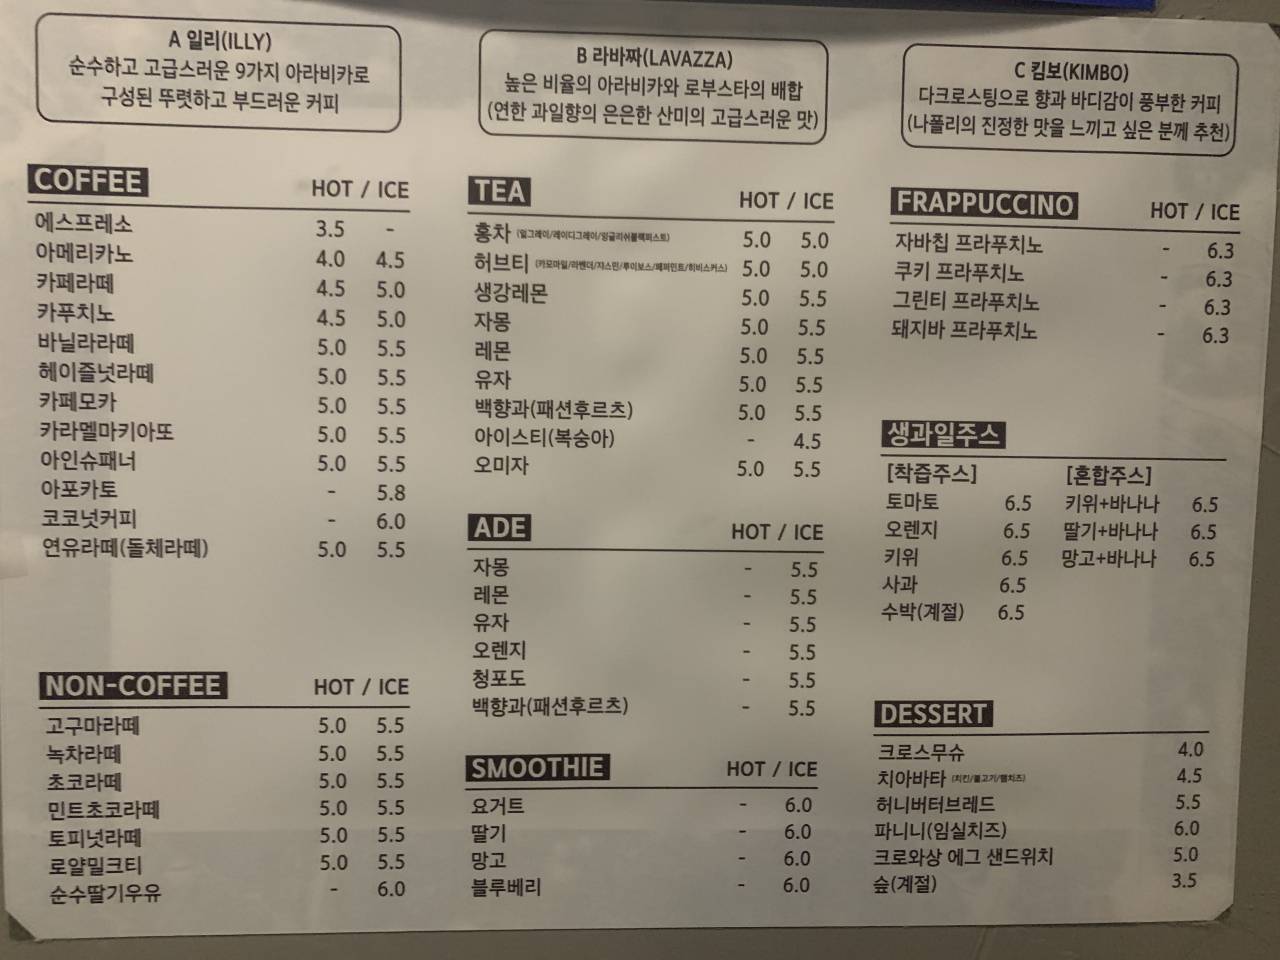 A 일리(ILLY)
순수하고 고급스러운 9가지 아라비카로
구성된 뚜렷하고 부드러운 커피
B 라바짜(LAVAZZA)
높은 비율의 아라비카와 로부스타의 배합
(연한 과일향의 은은한 산미의 고급스러운 맛)
C 킴보(KIMBO)
다크로스팅으로 향과 바디감이 풍부한 커피
(나폴리의 진정한 맛을 느끼고 싶은 분께 추천)
COFFEE HOT / ICE
에스프레소 3.5 -
아메리카노 4.0 4.5
카페라떼 4.5 5.0
카푸치노 4.5 5.0
바닐라라떼 5.0 5.5
헤이즐넛라떼 5.0 5.5
카페모카 5.0 5.5
카라멜마키아또 5.0 5.5
아인슈패너 5.0 5.5
아포카토 - 5.8
코코넛커피 - 6.0
연유라떼(돌체라떼) 5.0 5.5
NON-COFFEE HOT / ICE
고구마라떼 5.0 5.5
녹차라떼 5.0 5.5
초코라떼 5.0 5.5
민트초코라떼 5.0 5.5
토피넛라떼 5.0 5.5
로얄밀크티 5.0 5.5
순수딸기우유 - 6.0
TEA HOT / ICE
홍차 (얼그레이/레이디그레이/잉글리쉬블랙퍼스트) 5.0 5.0
허브티 (카모마일/라벤더/쟈스민/루이보스/페퍼민트/히비스커스) 5.0 5.0
생강레몬 5.0 5.5
자몽 5.0 5.5
레몬 5.0 5.5
유자 5.0 5.5
백향과(패션후르츠) 5.0 5.5
아이스티(복숭아) - 4.5
오미자 5.0 5.5
ADE HOT / ICE
자몽 - 5.5
레몬 - 5.5
유자 - 5.5
오렌지 - 5.5
청포도 - 5.5
백향과(패션후르츠) - 5.5
SMOOTHIE HOT / ICE
요거트 - 6.0
딸기 - 6.0
망고 - 6.0
블루베리 - 6.0
FRAPPUCCINO HOT / ICE
자바칩 프라푸치노 - 6.3
쿠키 프라푸치노 - 6.3
그린티 프라푸치노 - 6.3
돼지바 프라푸치노 - 6.3
생과일주스
[착즙주스] [혼합주스]
토마토 6.5 키위+바나나 6.5
오렌지 6.5 딸기+바나나 6.5
키위 6.5 망고+바나나 6.5
사과 6.5
수박(계절) 6.5
DESSERT
크로스무슈 4.0
치아바타 (치킨/불고기/햄치즈) 4.5
허니버터브레드 5.5
파니니(임실치즈) 6.0
크로와상 에그 샌드위치 5.0
슾(계절) 3.5